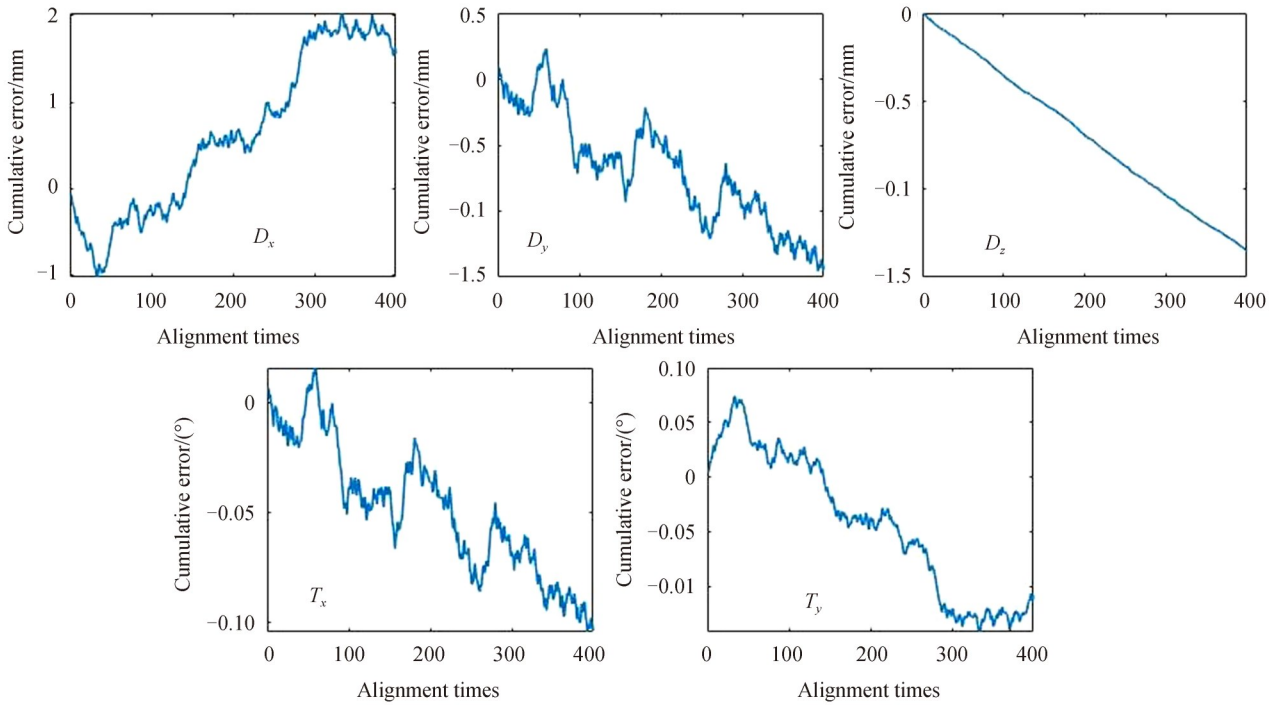 2
1
0
−1
Cumulative error/mm
Dx
0 100 200 300 400
Alignment times
0.5
0
−0.5
−0.1
−1.5
Cumulative error/mm
Dy
0 100 200 300 400
Alignment times
0
−0.5
−0.1
−1.5
Cumulative error/mm
Dz
0 100 200 300 400
Alignment times
0
−0.05
−0.10
Cumulative error/(°)
Tx
0 100 200 300 400
Alignment times
0.10
0.05
0
−0.05
−0.01
Cumulative error/(°)
Ty
0 100 200 300 400
Alignment times